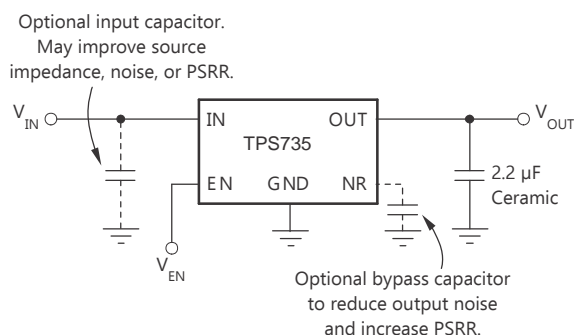 Optional input capacitor.
May improve source
impedance, noise, or PSRR.
V_IN
IN
OUT
V_OUT
TPS735
EN
GND
NR
2.2 µF
Ceramic
V_EN
Optional bypass capacitor
to reduce output noise
and increase PSRR.